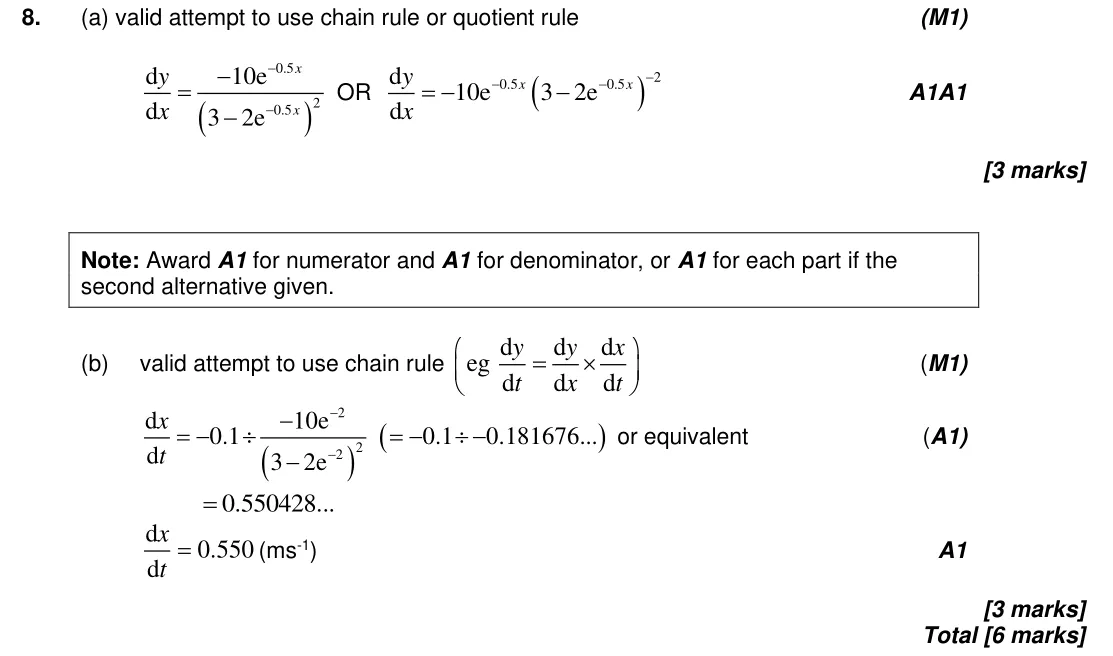 8. (a) valid attempt to use chain rule or quotient rule (M1)
dy/dx = −10e^(−0.5x) / (3 − 2e^(−0.5x))^2 OR dy/dx = −10e^(−0.5x) (3 − 2e^(−0.5x))^(−2) A1A1
[3 marks]
Note: Award A1 for numerator and A1 for denominator, or A1 for each part if the
second alternative given.
(b) valid attempt to use chain rule (eg dy/dt = dy/dx × dx/dt) (M1)
dx/dt = −0.1 ÷ −10e^(−2) / (3 − 2e^(−2))^2 (= −0.1 ÷ −0.181676...) or equivalent (A1)
= 0.550428...
dx/dt = 0.550 (ms⁻¹) A1
[3 marks]
Total [6 marks]